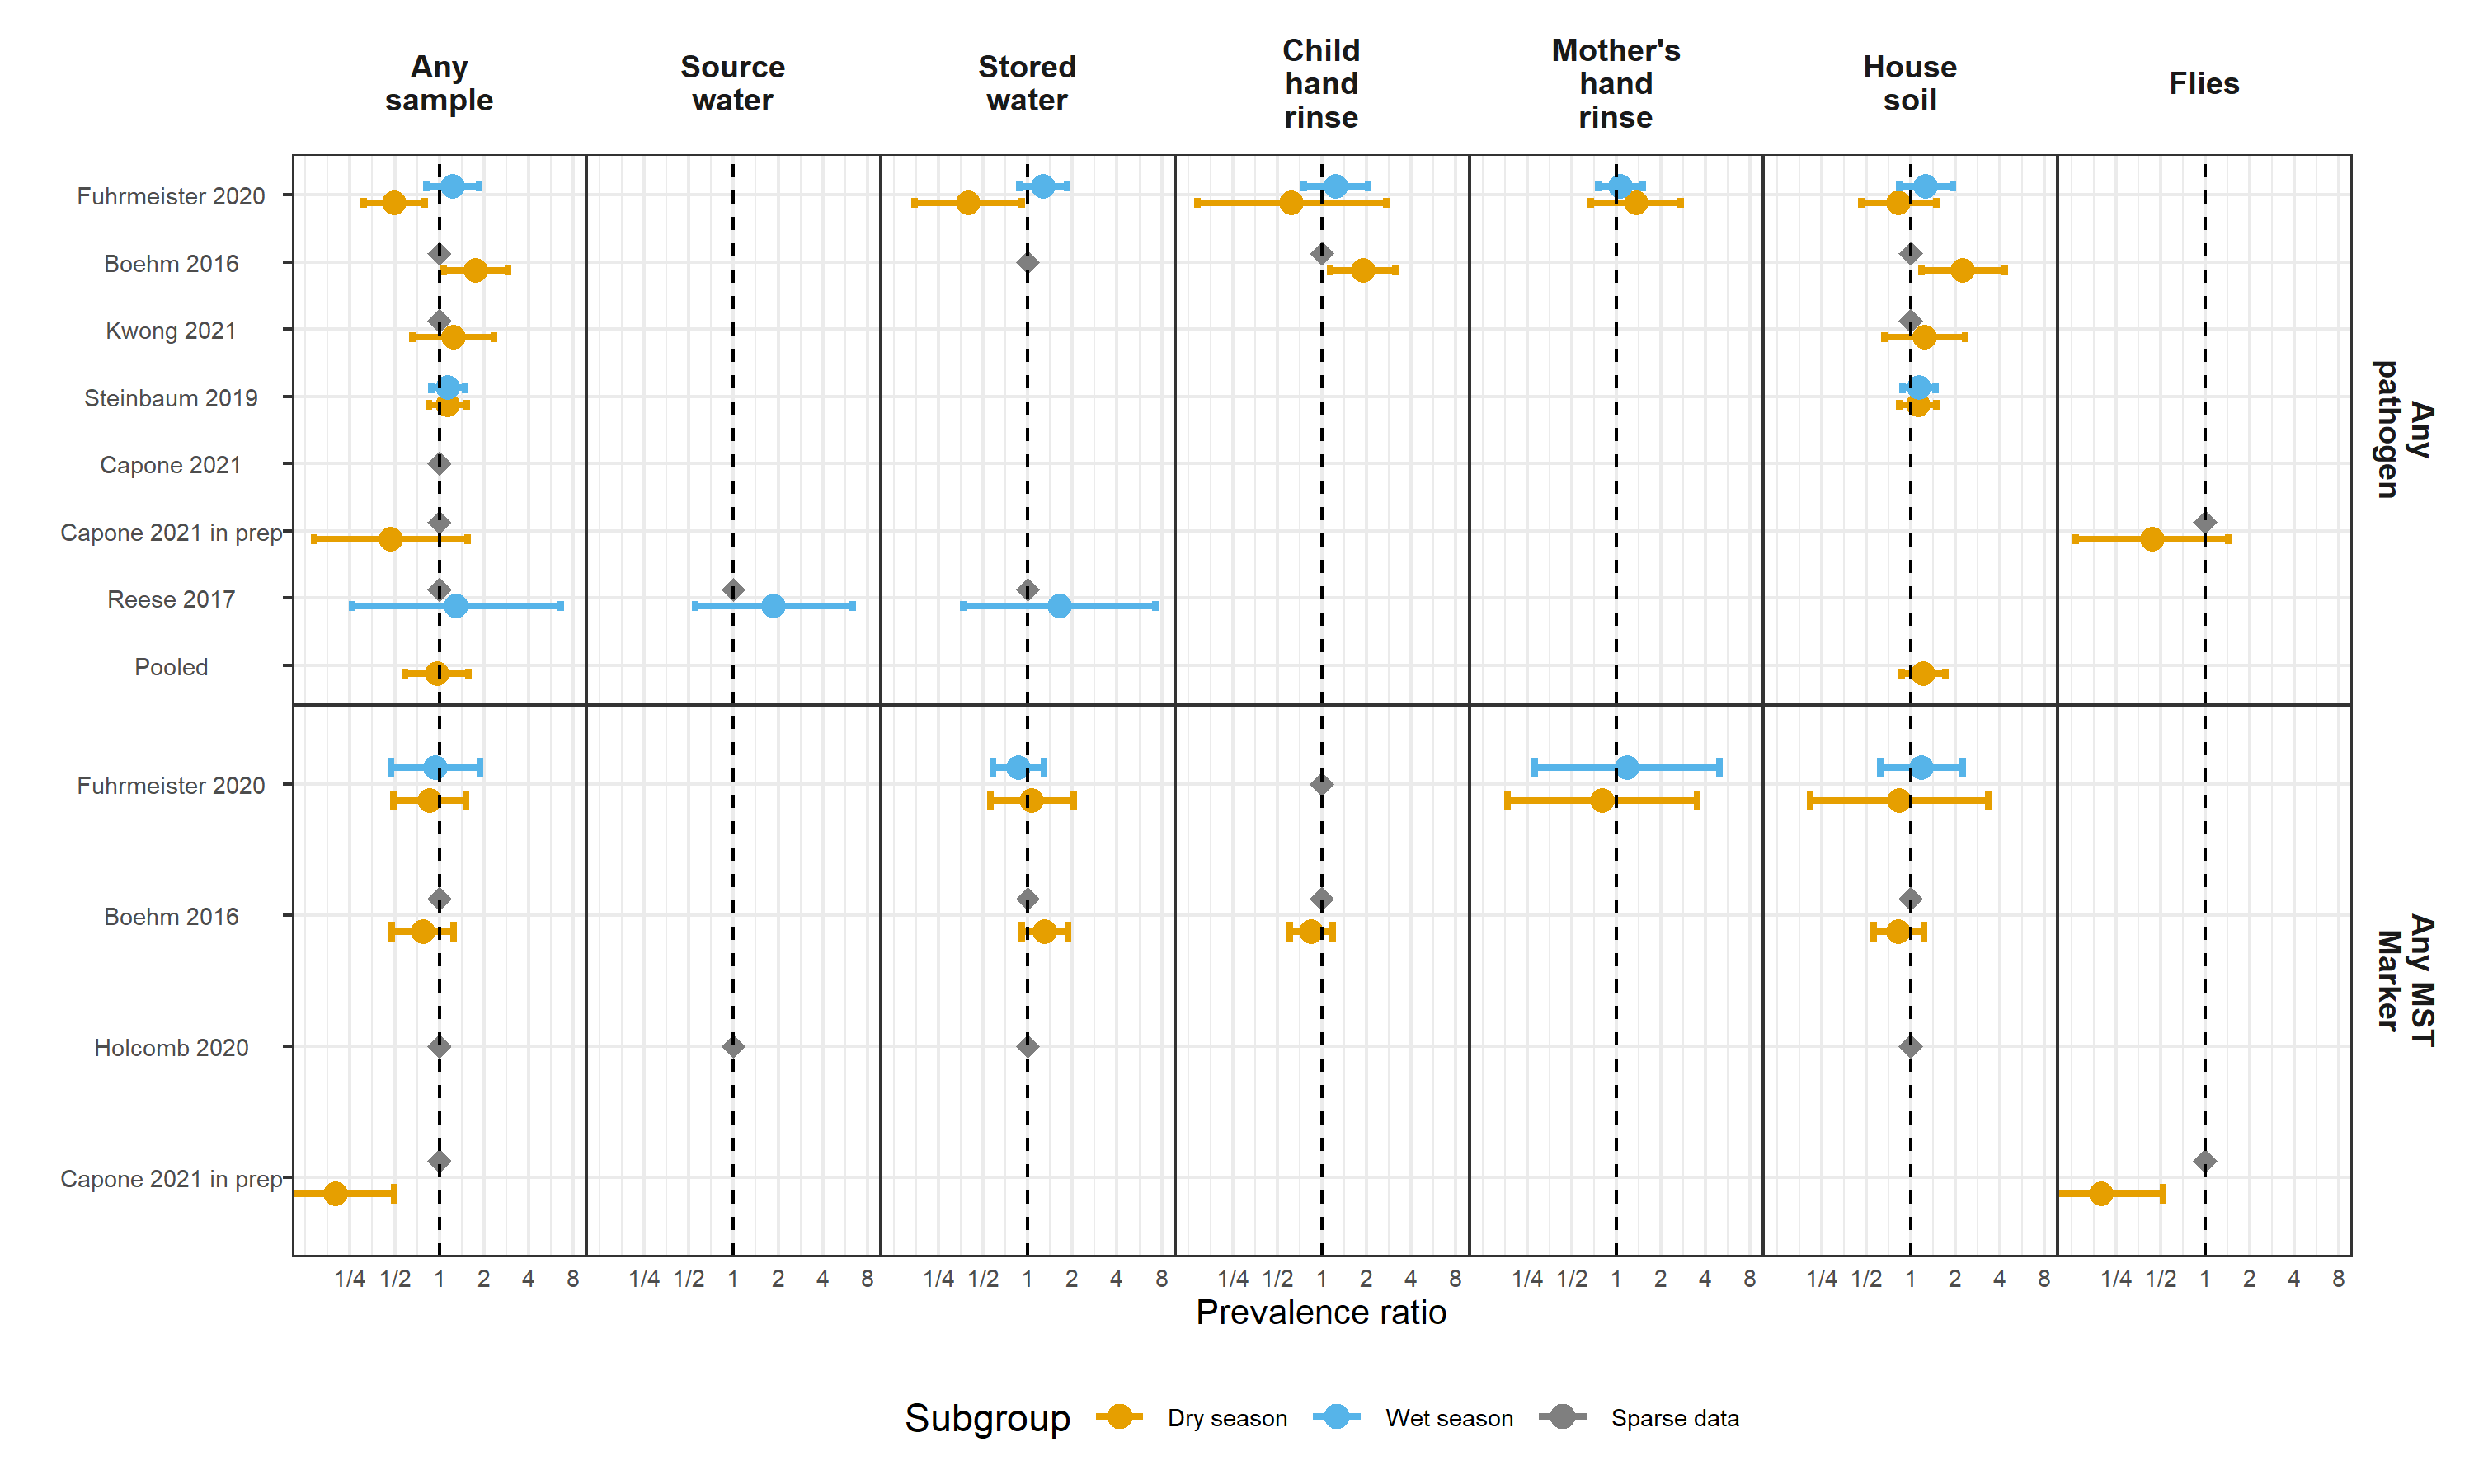 Any
sample
Source
water
Stored
water
Child
hand
rinse
Mother's
hand
rinse
House
soil
Flies
Fuhrmeister 2020
Boehm 2016
Kwong 2021
Steinbaum 2019
Capone 2021
Capone 2021 in prep
Reese 2017
Pooled
Any
pathogen
Fuhrmeister 2020
Boehm 2016
Holcomb 2020
Capone 2021 in prep
Any MST
Marker
1/4 1/2 1 2 4 8 1/4 1/2 1 2 4 8 1/4 1/2 1 2 4 8 1/4 1/2 1 2 4 8 1/4 1/2 1 2 4 8 1/4 1/2 1 2 4 8 1/4 1/2 1 2 4 8
Prevalence ratio
Subgroup Dry season Wet season Sparse data